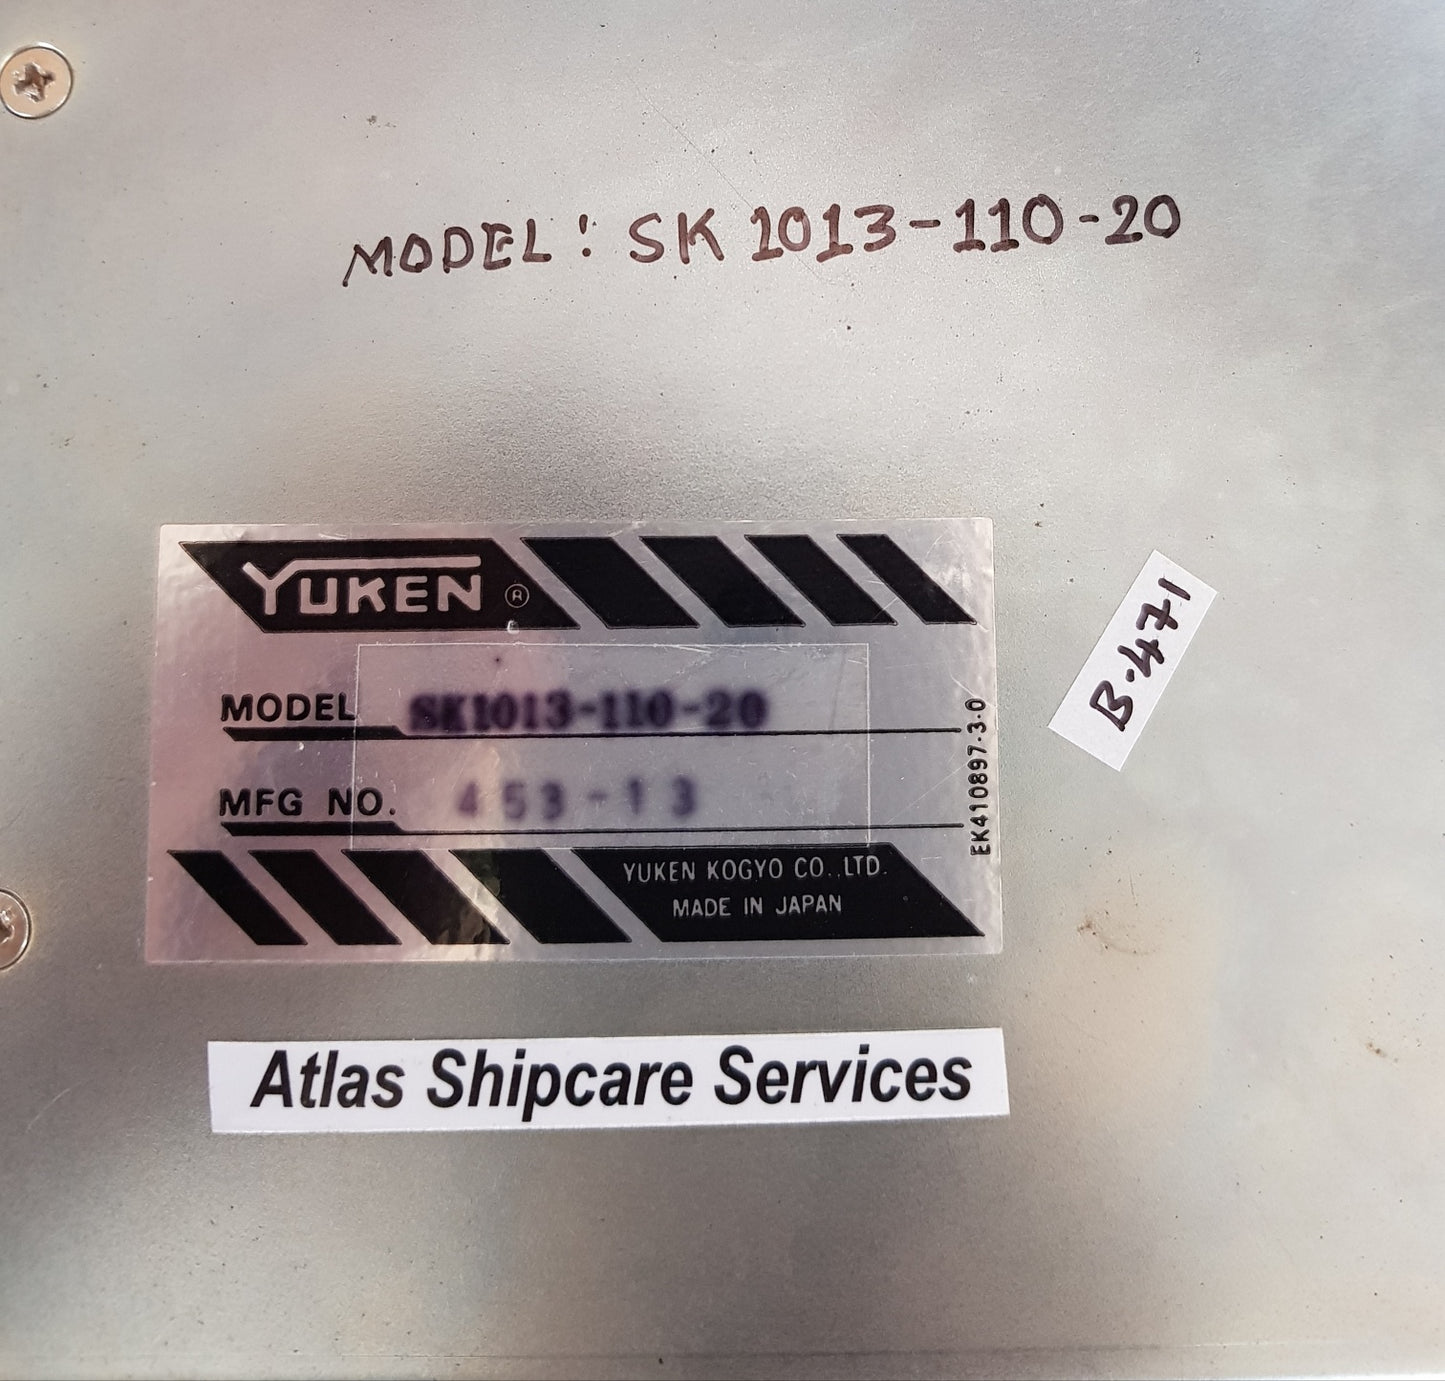 MODEL: SK 1013-110-20
YUKEN ®
MODEL SK1013-110-20
MFG NO. 453-13
EK410897-3-0
YUKEN KOGYO CO.,LTD.
MADE IN JAPAN
B.471
Atlas Shipcare Services